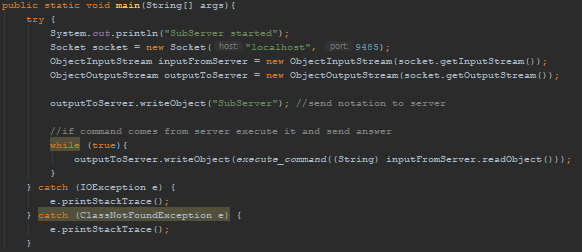 public static void main(String[] args){
try {
System.out.println("SubServer started");
Socket socket = new Socket( host: "localhost", port: 9485);
ObjectInputStream inputFromServer = new ObjectInputStream(socket.getInputStream());
ObjectOutputStream outputToServer = new ObjectOutputStream(socket.getOutputStream());
outputToServer.writeObject("SubServer"); //send notation to server
//if command comes from server execute it and send answer
while (true){
outputToServer.writeObject(execute_command((String) inputFromServer.readObject()));
}
} catch (IOException e) {
e.printStackTrace();
} catch (ClassNotFoundException e) {
e.printStackTrace();
}